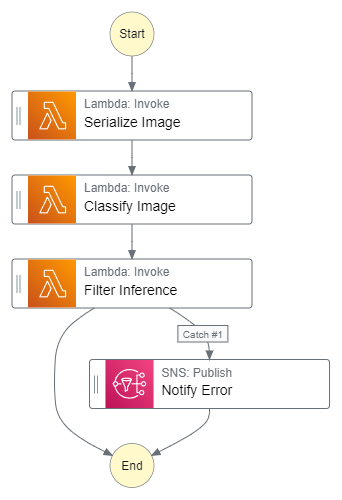 Start
Lambda: Invoke
Serialize Image
Lambda: Invoke
Classify Image
Lambda: Invoke
Filter Inference
Catch #1
SNS: Publish
Notify Error
End